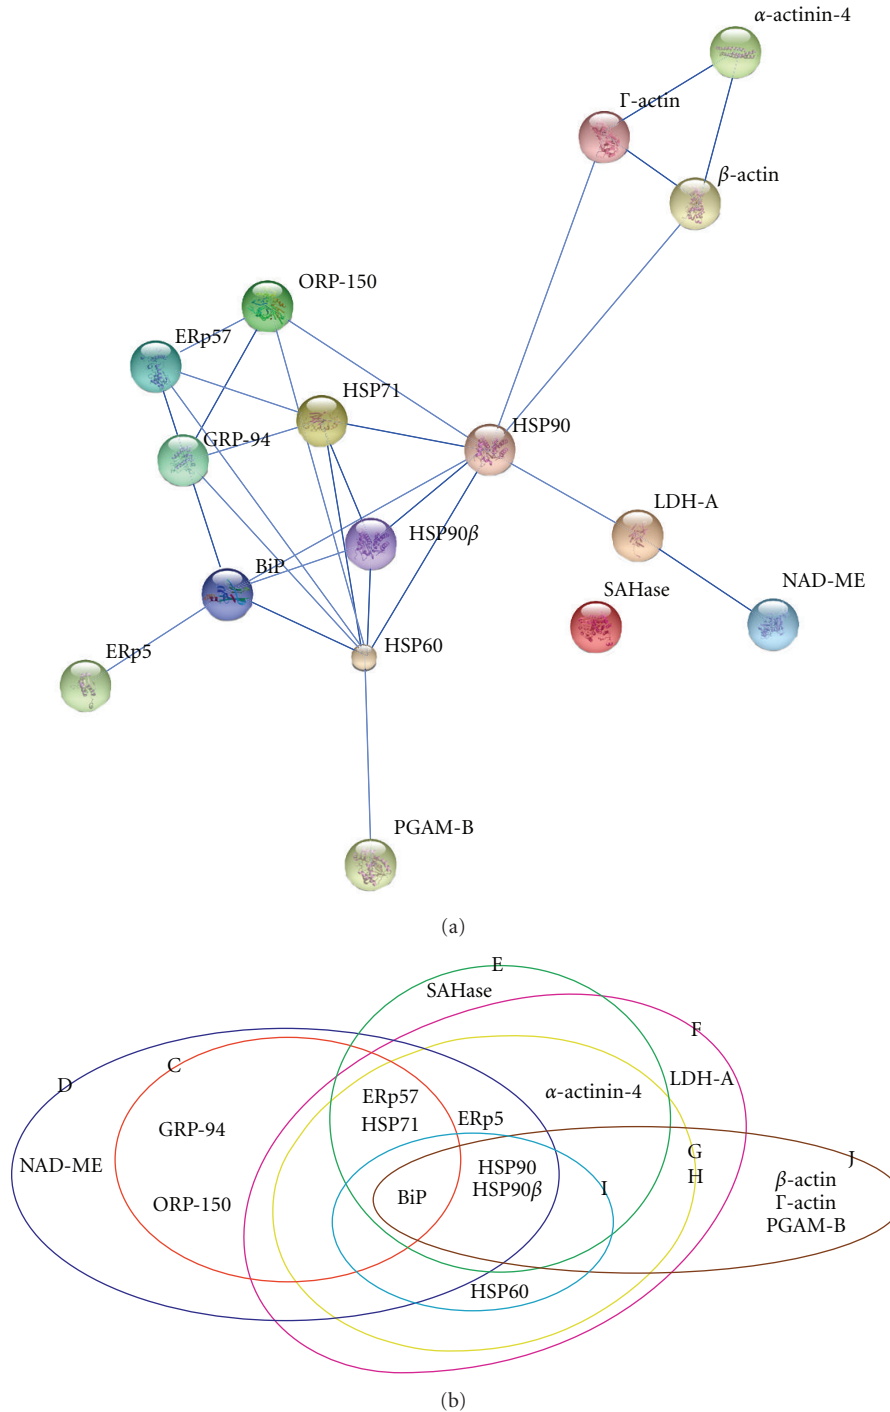 α-actinin-4
Γ-actin
β-actin
ORP-150
ERp57
HSP71
HSP90
GRP-94
LDH-A
HSP90β
BiP
NAD-ME
SAHase
HSP60
ERp5
PGAM-B
(a)
E
SAHase
F
D
C
LDH-A
ERp57
α-actinin-4
HSP71
ERp5
GRP-94
G
J
NAD-ME
HSP90
H
β-actin
HSP90β
I
ORP-150
BiP
Γ-actin
PGAM-B
HSP60
(b)